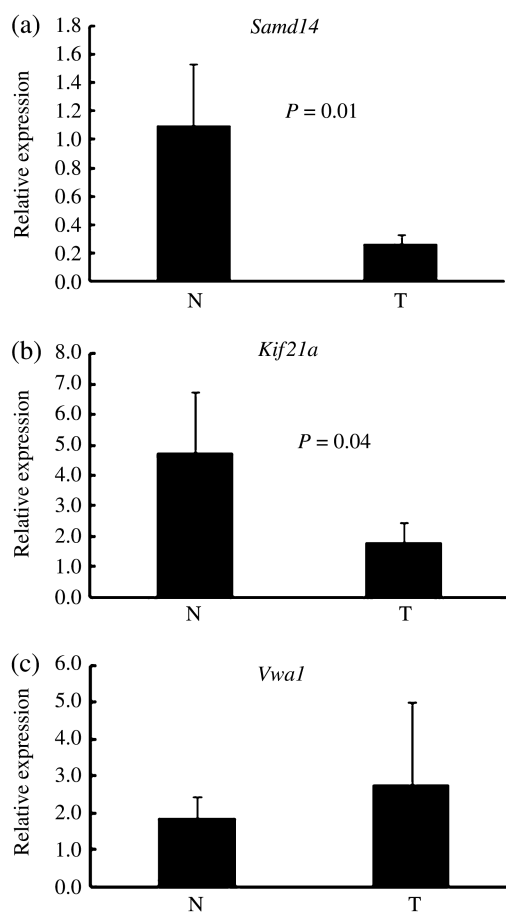 (a)
Samd14
Relative expression
1.8
1.6
1.4
1.2
1.0
0.8
0.6
0.4
0.2
0.0
P = 0.01
N T
(b)
Kif21a
Relative expression
8.0
7.0
6.0
5.0
4.0
3.0
2.0
1.0
0.0
P = 0.04
N T
(c)
Vwa1
Relative expression
6.0
5.0
4.0
3.0
2.0
1.0
0.0
N T